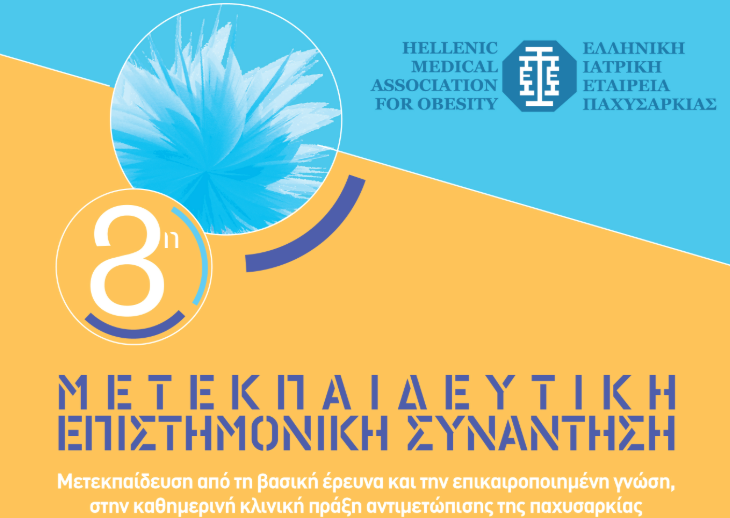 HELLENIC
MEDICAL
ASSOCIATION
FOR OBESITY
ΕΛΛΗΝΙΚΗ
ΙΑΤΡΙΚΗ
ΕΤΑΙΡΕΙΑ
ΠΑΧΥΣΑΡΚΙΑΣ
8η
ΜΕΤΕΚΠΑΙΔΕΥΤΙΚΗ
ΕΠΙΣΤΗΜΟΝΙΚΗ ΣΥΝΑΝΤΗΣΗ
Μετεκπαίδευση από τη βασική έρευνα και την επικαιροποιημένη γνώση,
στην καθημερινή κλινική πράξη αντιμετώπισης της παχυσαρκίας